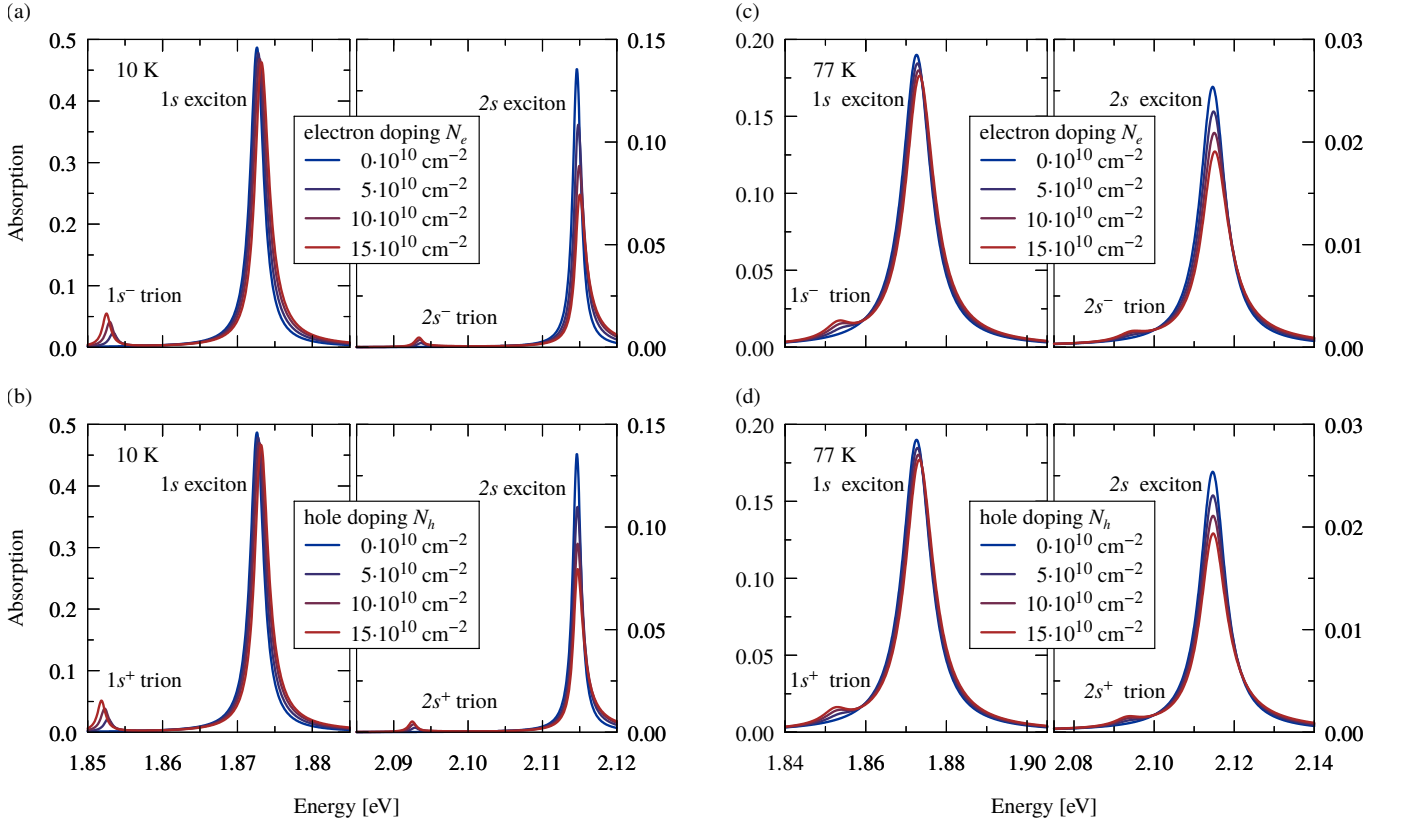 (a)
0.5
0.4
0.3
0.2
0.1
0.0
Absorption
10 K
1s exciton
2s exciton
electron doping Nₑ
0·10¹⁰ cm⁻²
5·10¹⁰ cm⁻²
10·10¹⁰ cm⁻²
15·10¹⁰ cm⁻²
1s⁻ trion
2s⁻ trion
0.15
0.10
0.05
0.00
(c)
0.20
0.15
0.10
0.05
0.00
77 K
1s exciton
2s exciton
electron doping Nₑ
0·10¹⁰ cm⁻²
5·10¹⁰ cm⁻²
10·10¹⁰ cm⁻²
15·10¹⁰ cm⁻²
1s⁻ trion
2s⁻ trion
0.03
0.02
0.01
0.00
(b)
0.5
0.4
0.3
0.2
0.1
0.0
Absorption
10 K
1s exciton
2s exciton
hole doping Nₕ
0·10¹⁰ cm⁻²
5·10¹⁰ cm⁻²
10·10¹⁰ cm⁻²
15·10¹⁰ cm⁻²
1s⁺ trion
2s⁺ trion
0.15
0.10
0.05
0.00
1.85 1.86 1.87 1.88 2.09 2.10 2.11 2.12
Energy [eV]
(d)
0.20
0.15
0.10
0.05
0.00
77 K
1s exciton
2s exciton
hole doping Nₕ
0·10¹⁰ cm⁻²
5·10¹⁰ cm⁻²
10·10¹⁰ cm⁻²
15·10¹⁰ cm⁻²
1s⁺ trion
2s⁺ trion
0.03
0.02
0.01
0.00
1.84 1.86 1.88 1.90 2.08 2.10 2.12 2.14
Energy [eV]